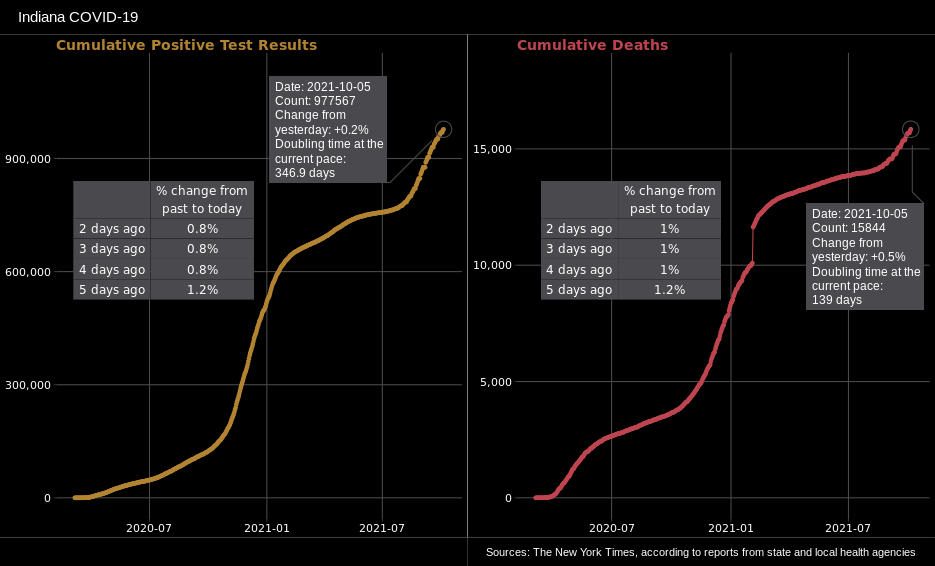 Indiana COVID-19
Cumulative Positive Test Results
Date: 2021-10-05
Count: 977567
Change from
yesterday: +0.2%
Doubling time at the
current pace:
346.9 days
900,000
600,000
300,000
0
% change from
past to today
2 days ago 0.8%
3 days ago 0.8%
4 days ago 0.8%
5 days ago 1.2%
2020-07 2021-01 2021-07
Cumulative Deaths
15,000
10,000
5,000
0
% change from
past to today
2 days ago 1%
3 days ago 1%
4 days ago 1%
5 days ago 1.2%
Date: 2021-10-05
Count: 15844
Change from
yesterday: +0.5%
Doubling time at the
current pace:
139 days
2020-07 2021-01 2021-07
Sources: The New York Times, according to reports from state and local health agencies